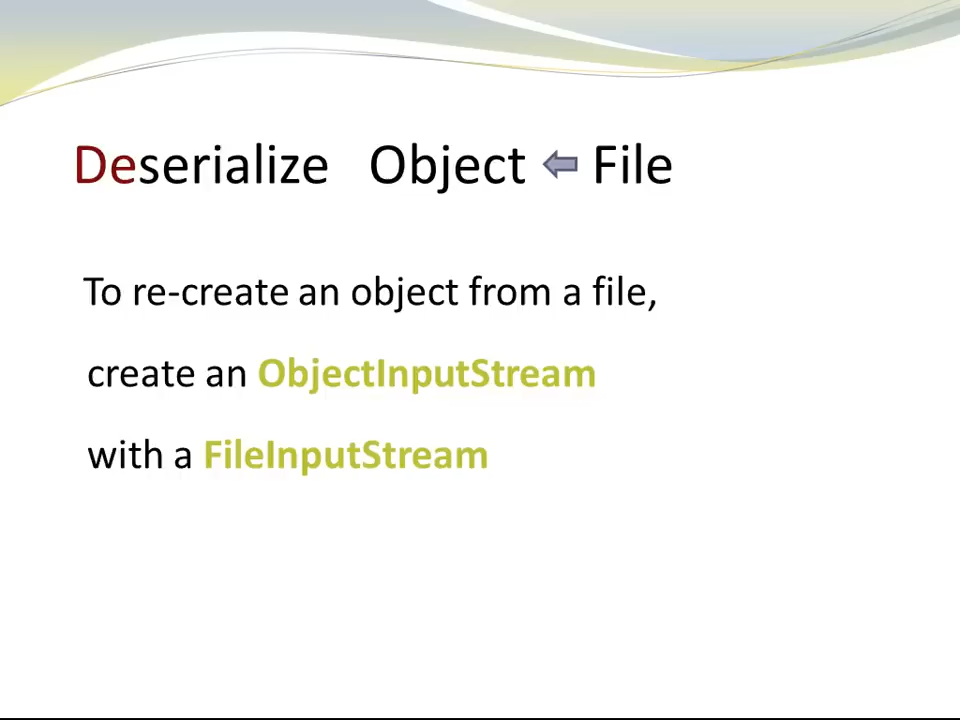 Deserialize Object File
To re-create an object from a file,
create an ObjectInputStream
with a FileInputStream